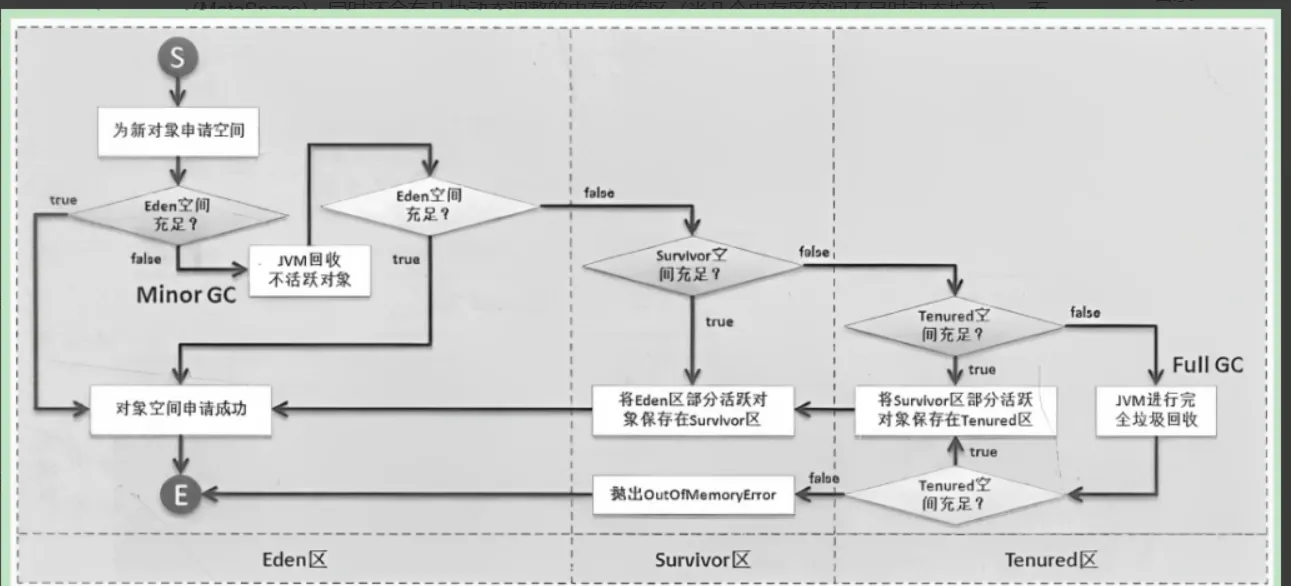 S
为新对象申请空间
true
Eden空间
充足？
false
Minor GC
JVM回收
不活跃对象
Eden空间
充足？
true
false
Survivor空
间充足？
true
false
Tenured空
间充足？
true
false
Full GC
对象空间申请成功
将Eden区部分活跃对
象保存在Survivor区
将Survivor区部分活跃
对象保存在Tenured区
JVM进行完
全垃圾回收
true
Tenured空
间充足？
false
抛出OutOfMemoryError
E
Eden区
Survivor区
Tenured区